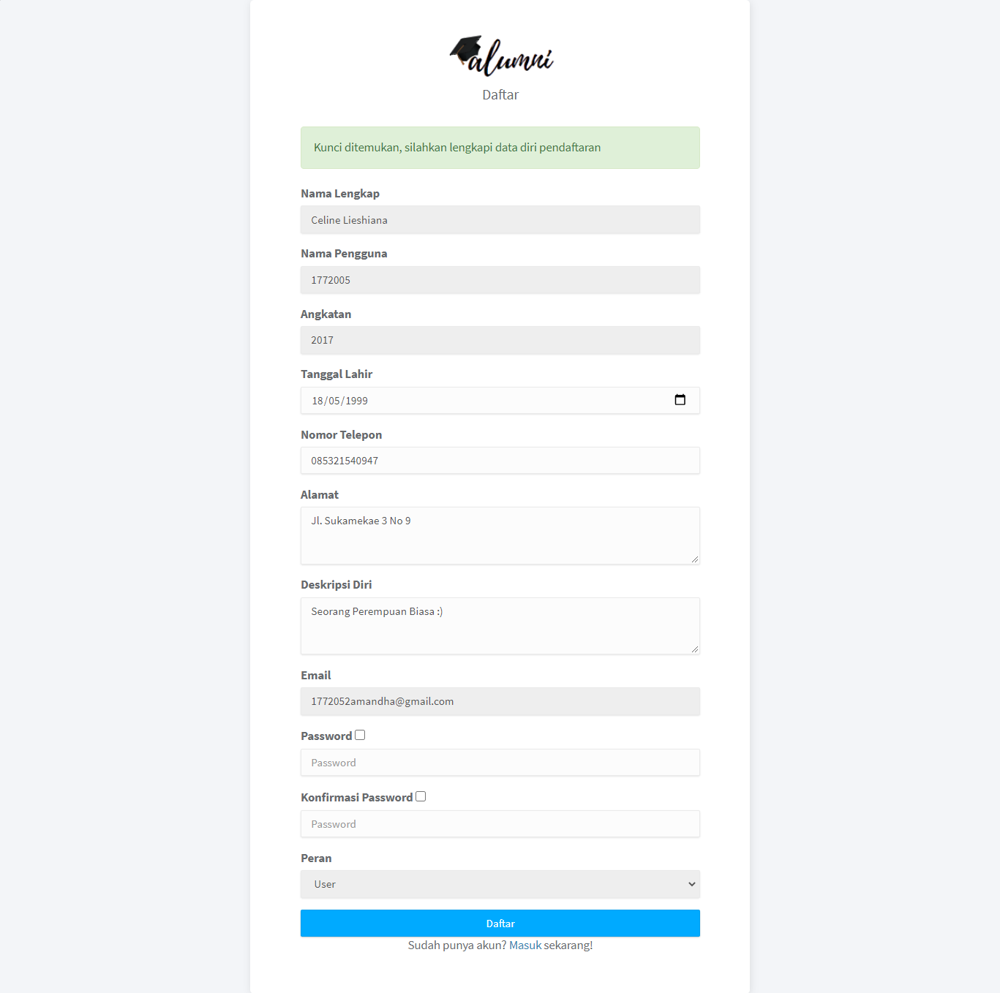 alumni
Daftar
Kunci ditemukan, silahkan lengkapi data diri pendaftaran
Nama Lengkap
Celine Lieshiana
Nama Pengguna
1772005
Angkatan
2017
Tanggal Lahir
18/05/1999
Nomor Telepon
085321540947
Alamat
Jl. Sukamekae 3 No 9
Deskripsi Diri
Seorang Perempuan Biasa :)
Email
1772052amandha@gmail.com
Password
Password
Konfirmasi Password
Password
Peran
User
Daftar
Sudah punya akun? Masuk sekarang!